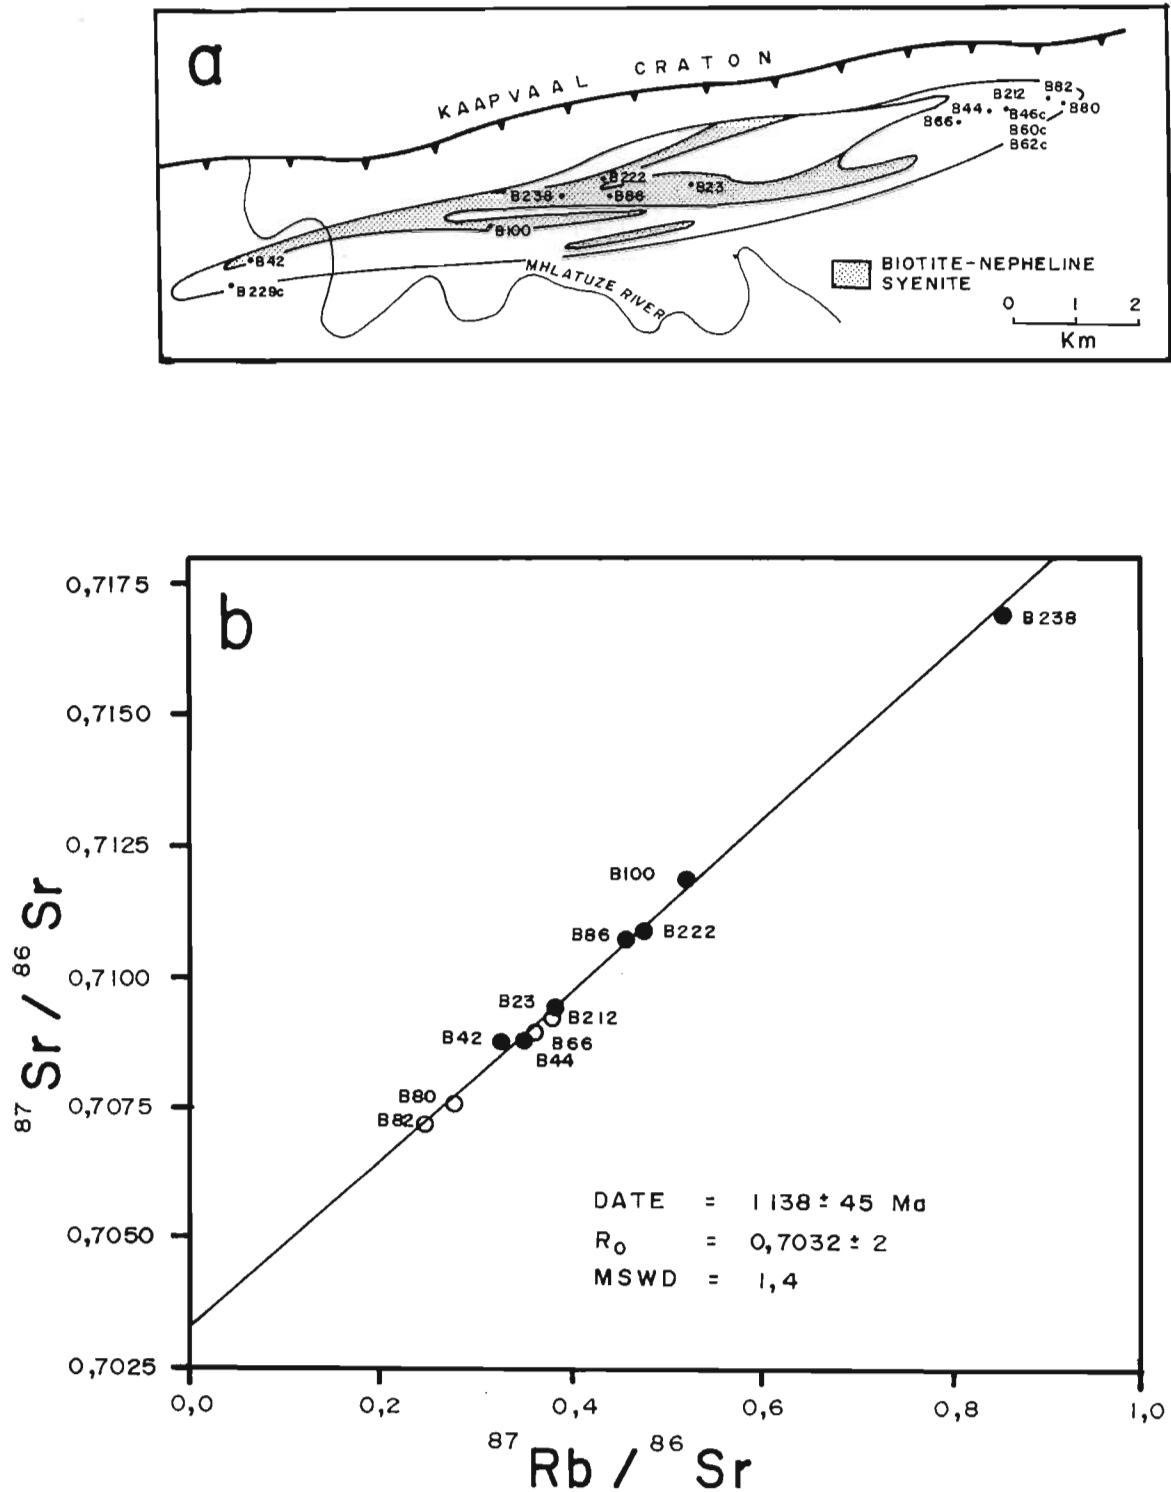 a
KAAPVAAL CRATON
B212
B82
B44
B46c
B80
B66
B60c
B62c
B222
B23
B238
B86
B100
B42
B229c
MHLATUZE RIVER
BIOTITE-NEPHELINE
SYENITE
0 1 2
Km
b
0,7175
B238
0,7150
0,7125
B100
B86
B222
0,7100
B23
B212
B42
B66
B44
B80
0,7075
B82
DATE = 1138 ± 45 Ma
0,7050
R₀ = 0,7032 ± 2
MSWD = 1,4
0,7025
⁸⁷Sr / ⁸⁶Sr
0,0 0,2 0,4 0,6 0,8 1,0
⁸⁷Rb / ⁸⁶Sr